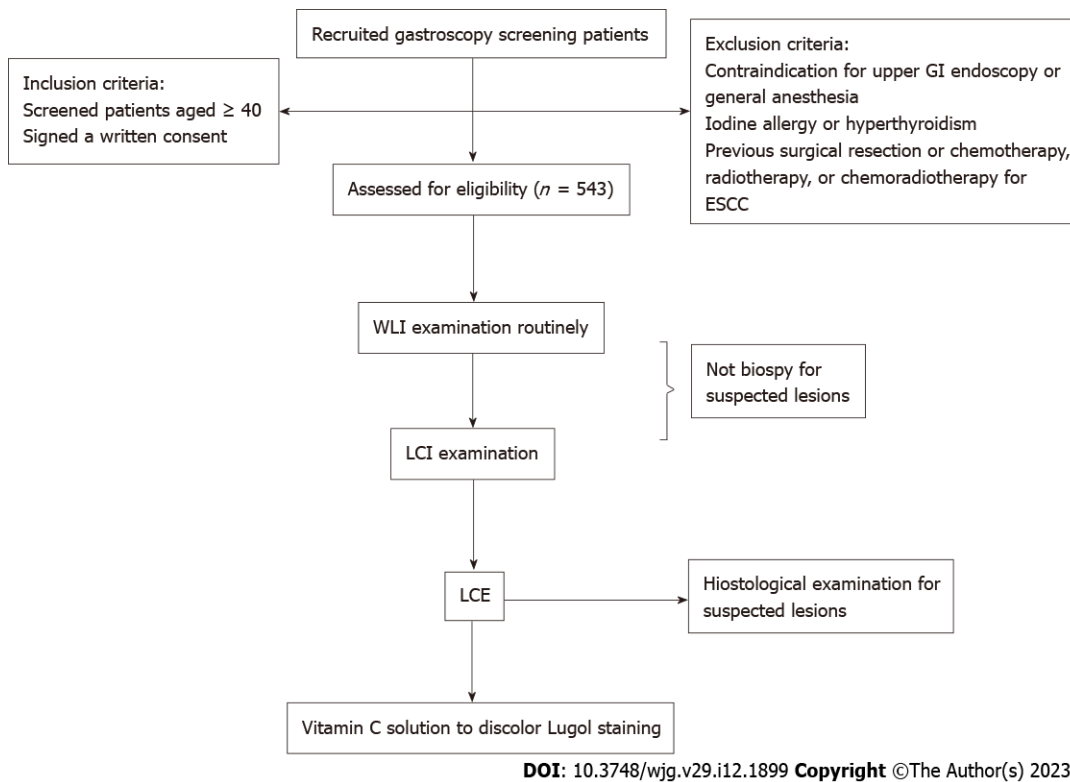 Recruited gastroscopy screening patients
Inclusion criteria:
Screened patients aged ≥ 40
Signed a written consent
Exclusion criteria:
Contraindication for upper GI endoscopy or
general anesthesia
Iodine allergy or hyperthyroidism
Previous surgical resection or chemotherapy,
radiotherapy, or chemoradiotherapy for
ESCC
Assessed for eligibility (n = 543)
WLI examination routinely
Not biospy for
suspected lesions
LCI examination
LCE
Hiostological examination for
suspected lesions
Vitamin C solution to discolor Lugol staining
DOI: 10.3748/wjg.v29.i12.1899 Copyright ©The Author(s) 2023